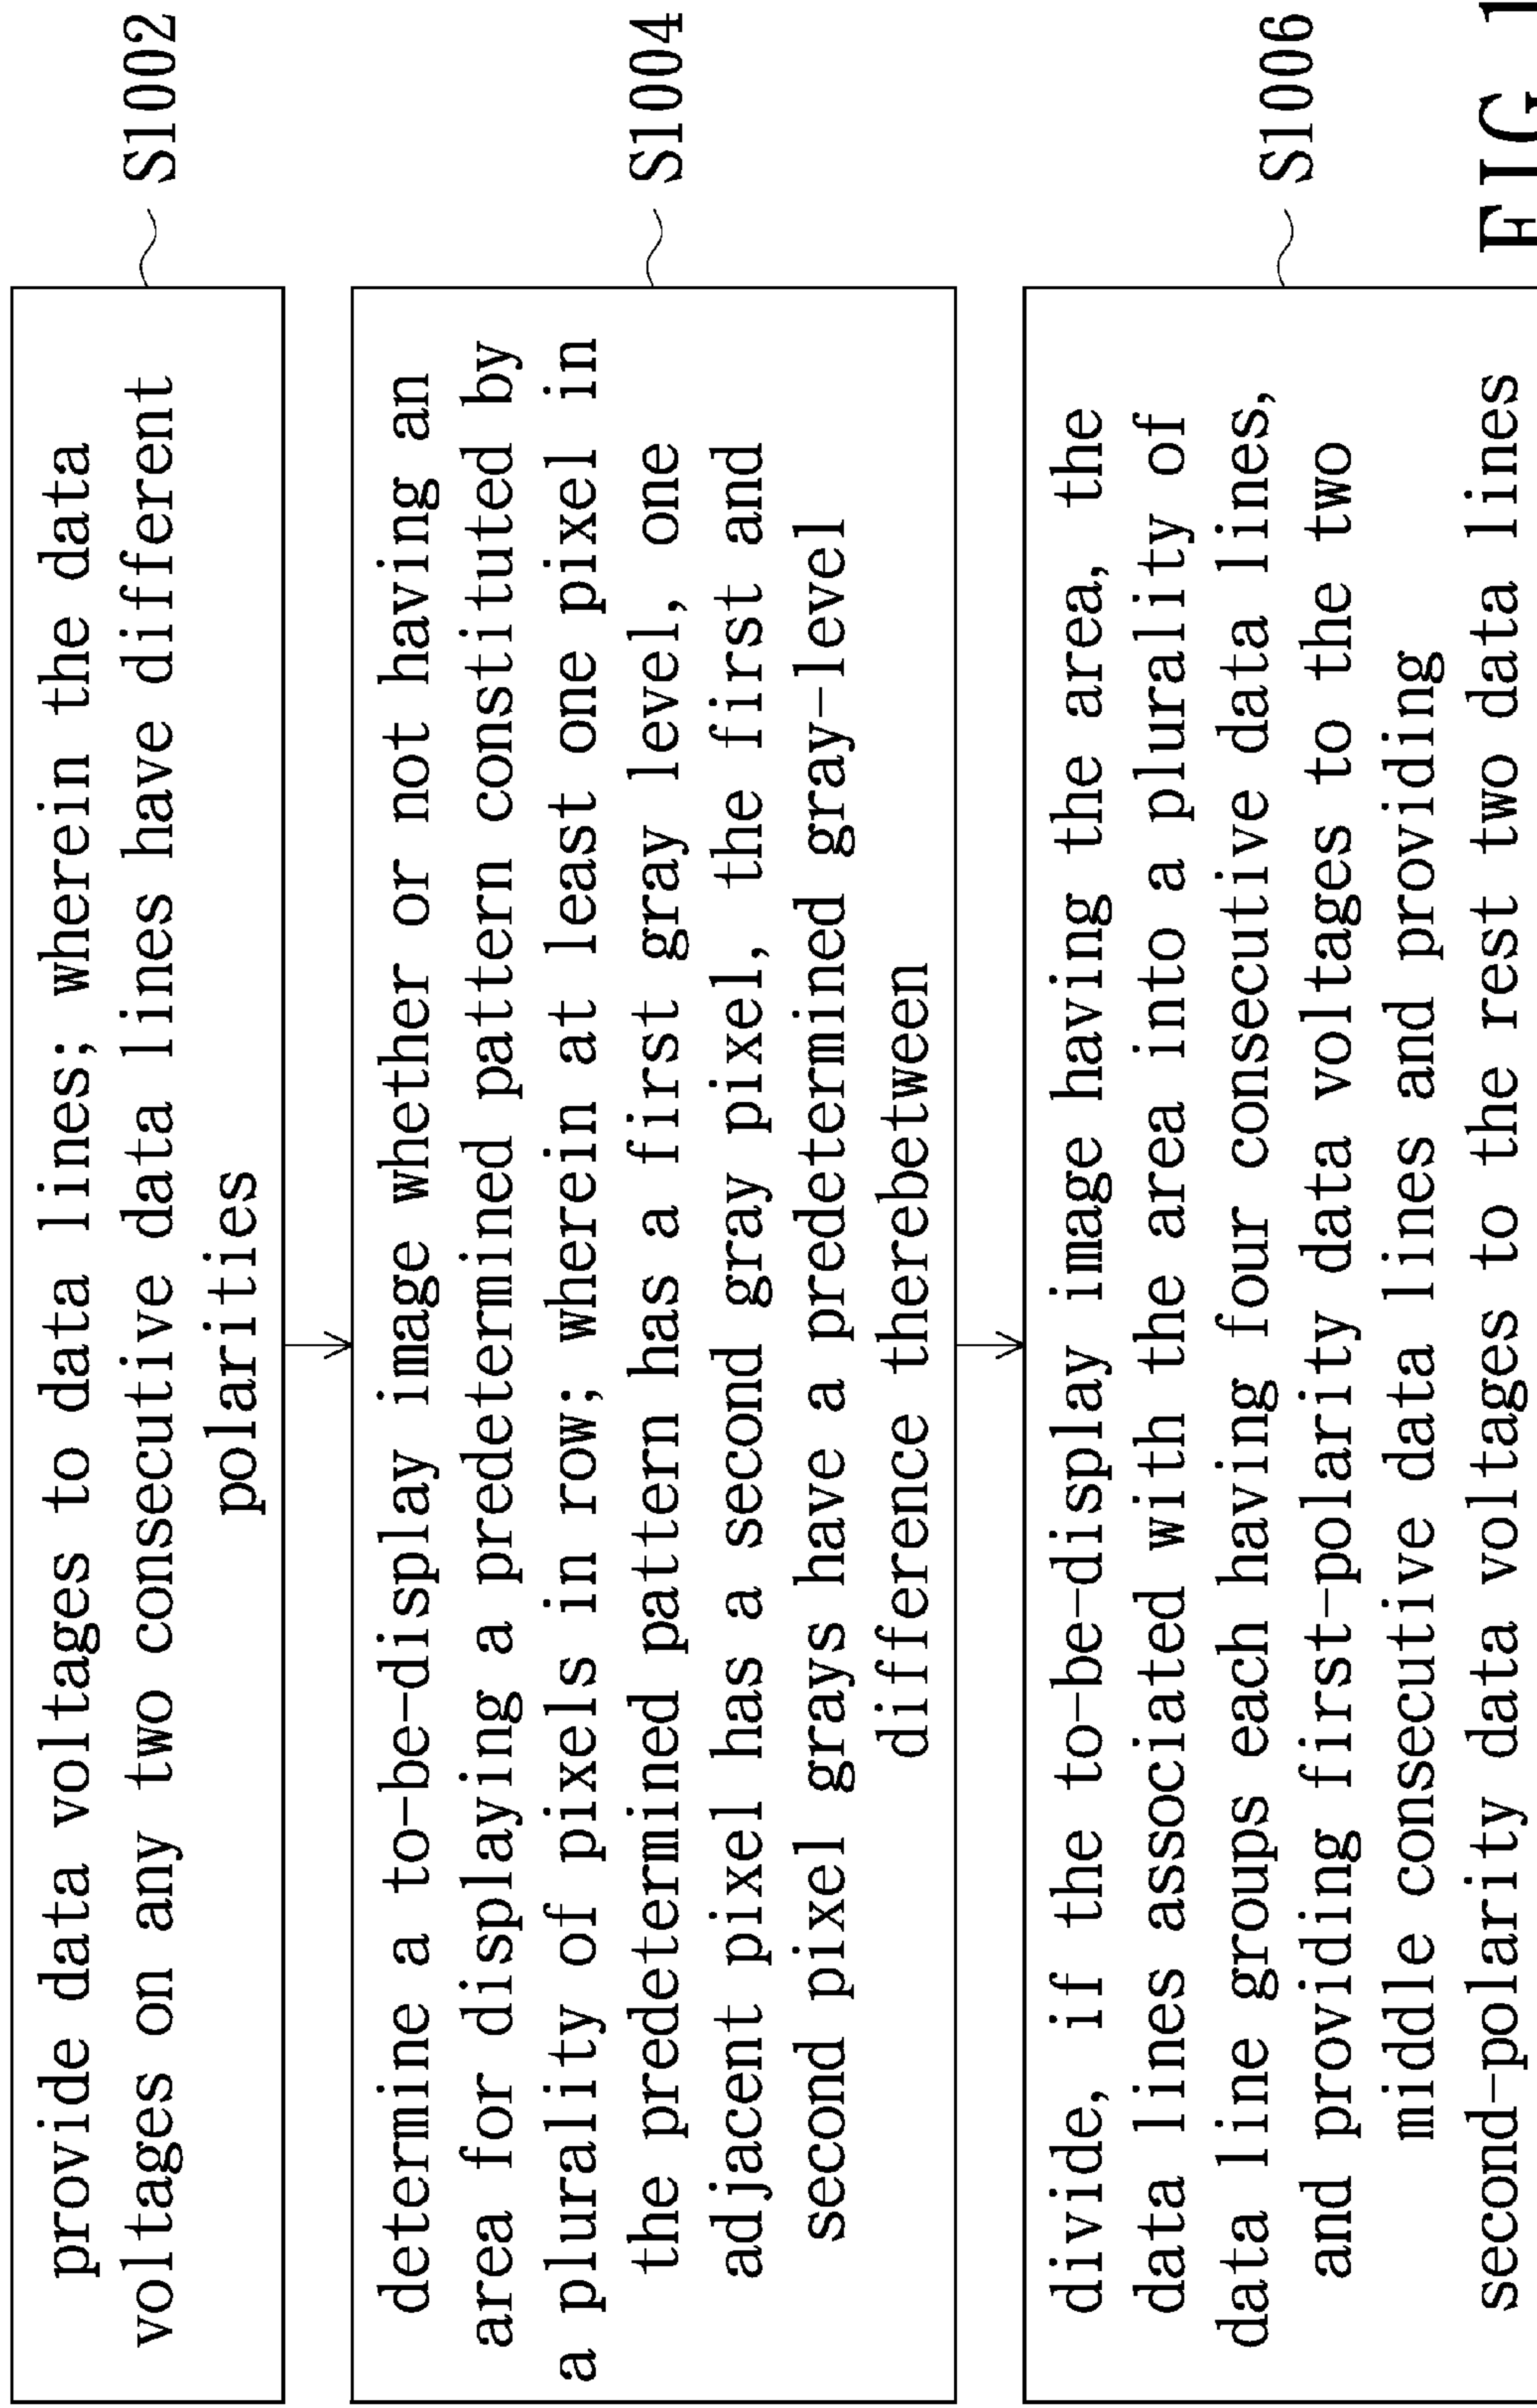 provide data voltages to data lines; wherein the data
voltages on any two consecutive data lines have different
polarities
S1002
determine a to-be-display image whether or not having an
area for displaying a predetermined pattern constituted by
a plurality of pixels in row; wherein at least one pixel in
the predetermined pattern has a first gray level, one
adjacent pixel has a second gray pixel, the first and
second pixel grays have a predetermined gray-level
difference therebetween
S1004
divide, if the to-be-display image having the area, the
data lines associated with the area into a plurality of
data line groups each having four consecutive data lines,
and providing first-polarity data voltages to the two
middle consecutive data lines and providing
second-polarity data voltages to the rest two data lines
S1006